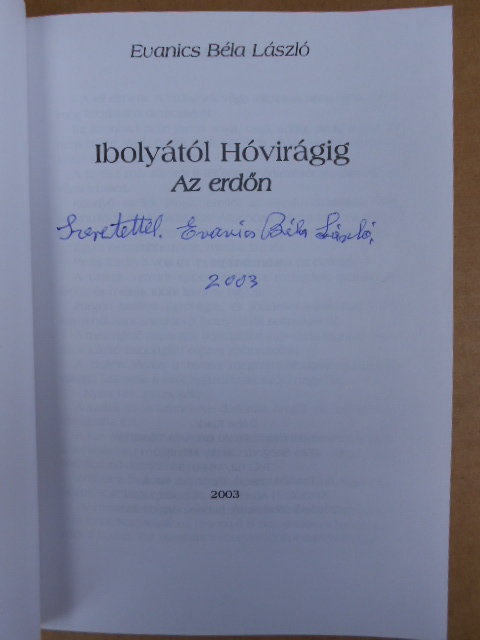 Evanics Béla László
Ibolyától Hóvirágig
Az erdőn
Szeretettel. Evanics Béla László.
2003
2003